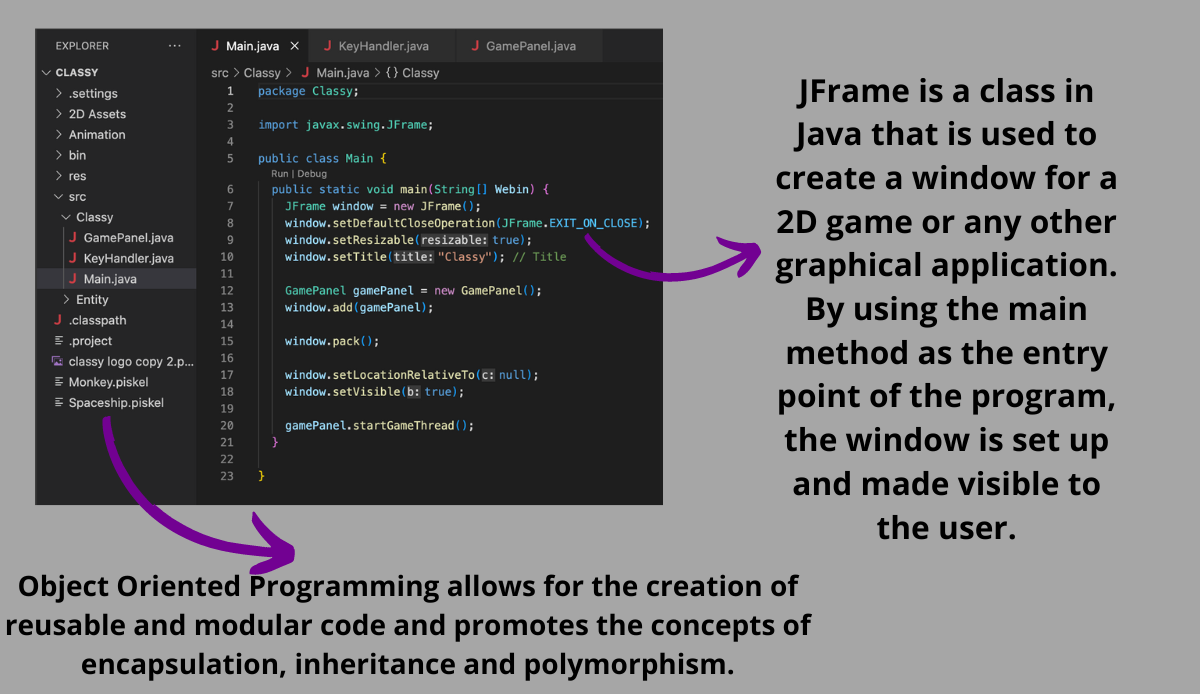 EXPLORER ...
CLASSY
.settings
2D Assets
Animation
bin
res
src
Classy
GamePanel.java
KeyHandler.java
Main.java
Entity
.classpath
.project
classy logo copy 2.p...
Monkey.piskel
Spaceship.piskel
Main.java × KeyHandler.java GamePanel.java
src > Classy > Main.java > {} Classy
1 package Classy;
2
3 import javax.swing.JFrame;
4
5 public class Main {
Run | Debug
6 public static void main(String[] Webin) {
7 JFrame window = new JFrame();
8 window.setDefaultCloseOperation(JFrame.EXIT_ON_CLOSE);
9 window.setResizable(resizable: true);
10 window.setTitle(title: "Classy"); // Title
11
12 GamePanel gamePanel = new GamePanel();
13 window.add(gamePanel);
14
15 window.pack();
16
17 window.setLocationRelativeTo(c: null);
18 window.setVisible(b: true);
19
20 gamePanel.startGameThread();
21 }
22
23 }
JFrame is a class in
Java that is used to
create a window for a
2D game or any other
graphical application.
By using the main
method as the entry
point of the program,
the window is set up
and made visible to
the user.
Object Oriented Programming allows for the creation of
reusable and modular code and promotes the concepts of
encapsulation, inheritance and polymorphism.